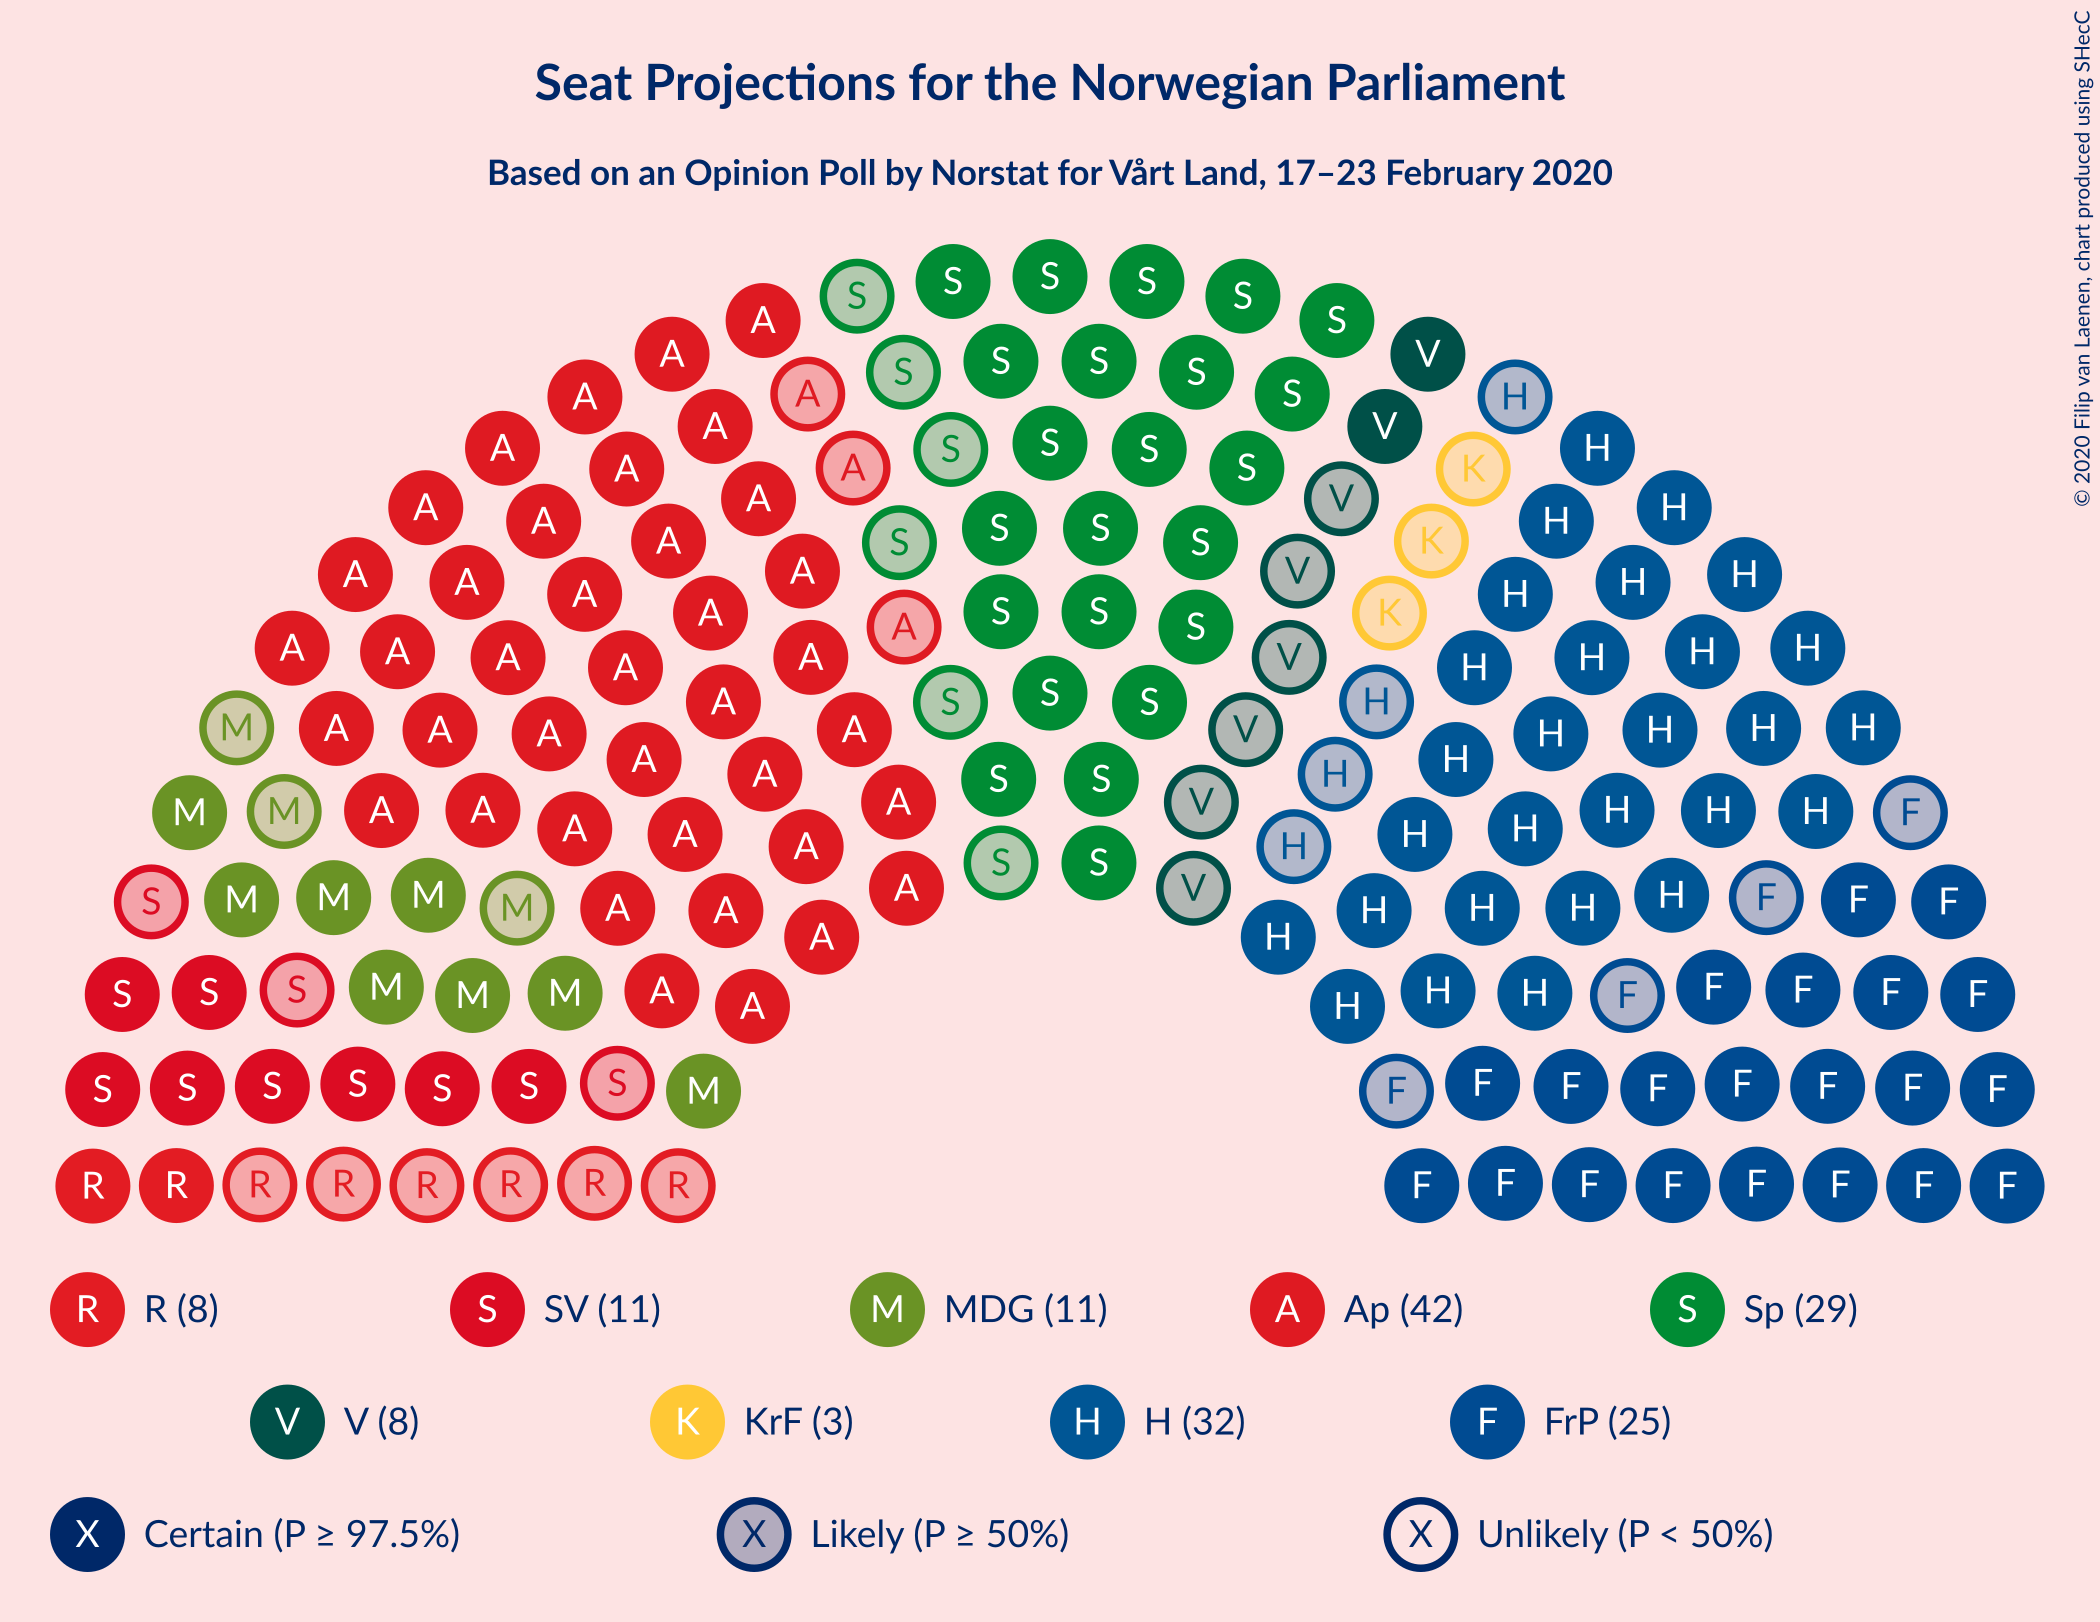 Seat Projections for the Norwegian Parliament
Based on an Opinion Poll by Norstat for Vårt Land, 17–23 February 2020
© 2020 Filip van Laenen, chart produced using SHecC
S S S S S S
A A V
A S S S S S V H
A A A H
A A A S S S S V K H
A A A S S S S V K H H
A A A A A S S S V K H H H
A A A A A A S S S V H H H H H
M A A A A A S S V H H H H H H
M M A A A A A A S S V H H H H H H F
S M M M M A A A A V H H H H H F F F
S S S M M M A A H H H F F F F F
S S S S S S S M F F F F F F F F
R R R R R R R R F F F F F F F F
R R (8) S SV (11) M MDG (11) A Ap (42) S Sp (29)
V V (8) K KrF (3) H H (32) F FrP (25)
X Certain (P ≥ 97.5%) X Likely (P ≥ 50%) X Unlikely (P < 50%)